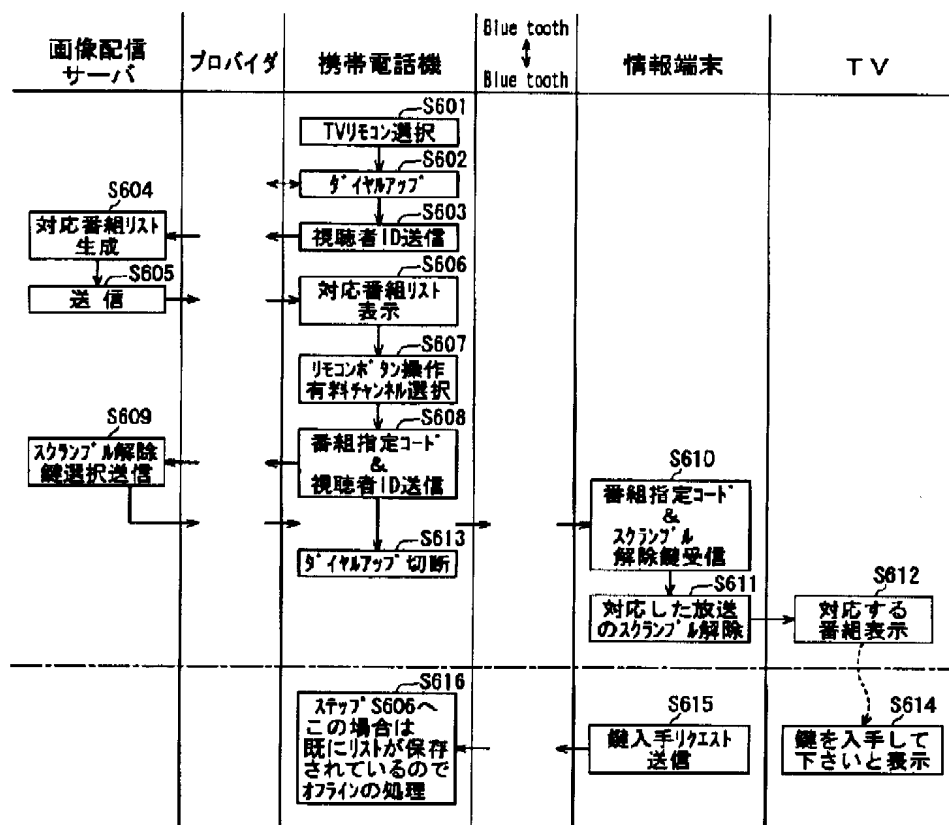 画像配信
サーバ
プロバイダ
携帯電話機
Blue tooth
Blue tooth
情報端末
TV
S601
TVリモコン選択
S602
ダイヤルアップ
S603
視聴者ID送信
S604
対応番組リスト
生成
S605
送信
S606
対応番組リスト
表示
S607
リモコンボタン操作
有料チャンネル選択
S608
番組指定コード
&
視聴者ID送信
S609
スクランブル解除
鍵選択送信
S610
番組指定コード
&
スクランブル
解除鍵受信
S613
ダイヤルアップ切断
S611
対応した放送
のスクランブル解除
S612
対応する
番組表示
S616
ステップS606へ
この場合は
既にリストが保存
されているので
オフラインの処理
S615
鍵入手リクエスト
送信
S614
鍵を入手して
下さいと表示